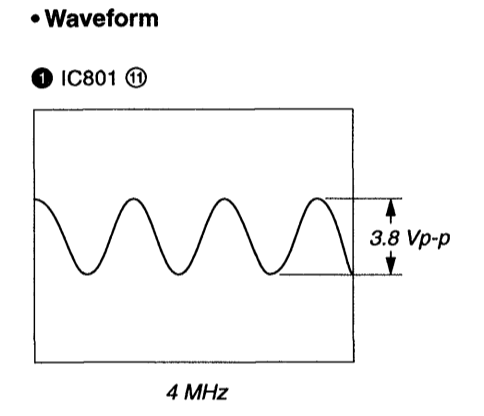 • Waveform
❶ IC801 ⑪
3.8 Vp-p
4 MHz